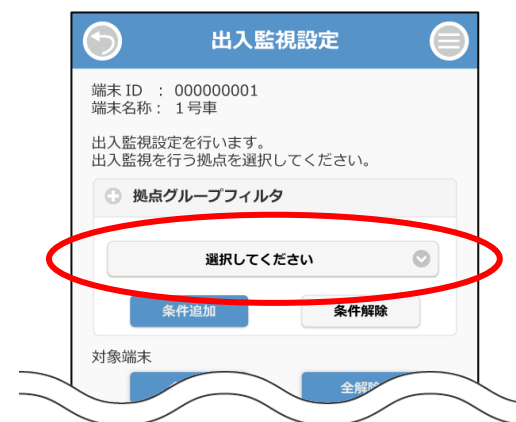 出入監視設定
端末 ID ： 000000001
端末名称： 1号車
出入監視設定を行います。
出入監視を行う拠点を選択してください。
拠点グループフィルタ
選択してください
条件追加 条件解除
対象端末
全解除